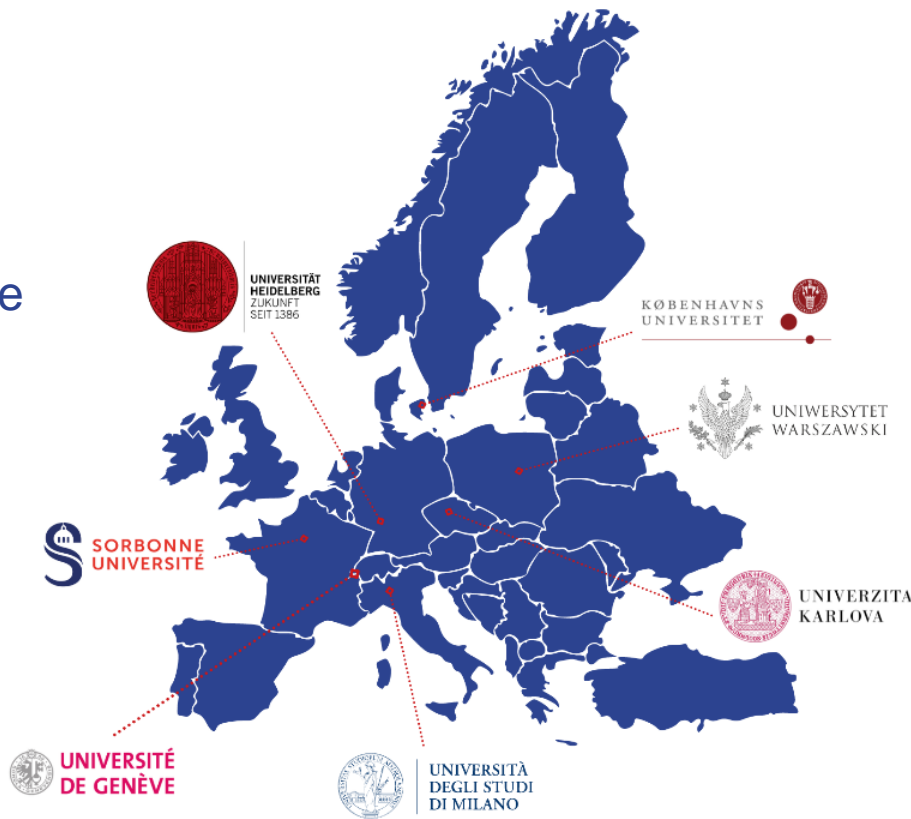 e
UNIVERSITÄT
HEIDELBERG
ZUKUNFT
SEIT 1386
KØBENHAVNS
UNIVERSITET
UNIWERSYTET
WARSZAWSKI
SORBONNE
UNIVERSITÉ
UNIVERZITA
KARLOVA
UNIVERSITÉ
DE GENÈVE
UNIVERSITÀ
DEGLI STUDI
DI MILANO